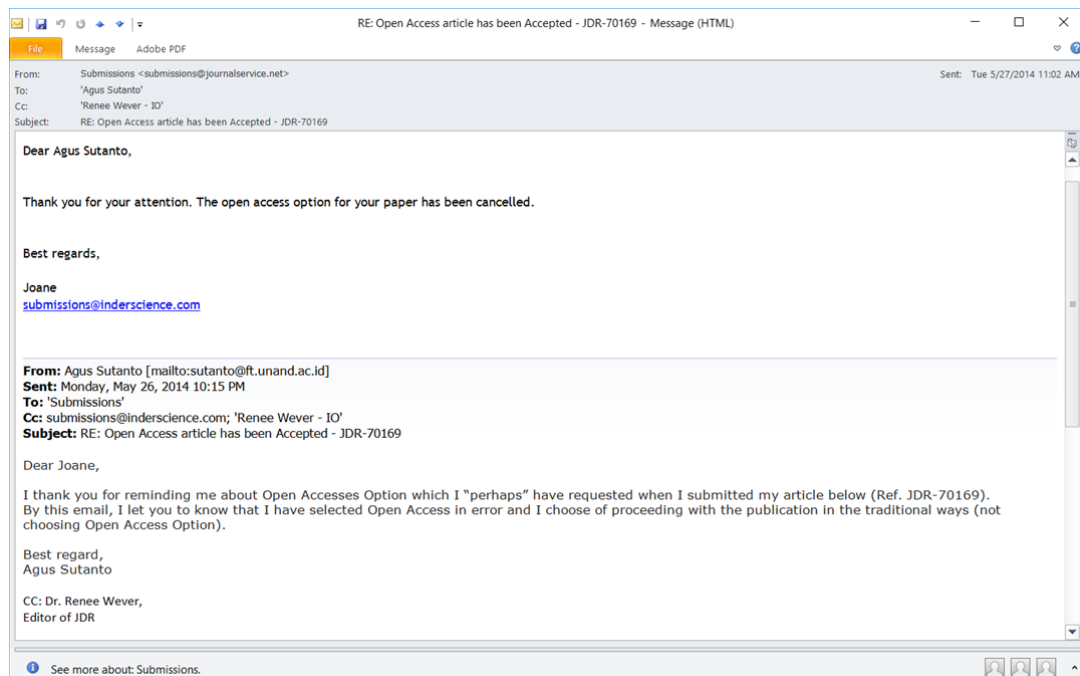 RE: Open Access article has been Accepted - JDR-70169 - Message (HTML)
File Message Adobe PDF
From: Submissions <submissions@journalservice.net> Sent: Tue 5/27/2014 11:02 AM
To: 'Agus Sutanto'
Cc: 'Renee Wever - IO'
Subject: RE: Open Access article has been Accepted - JDR-70169
Dear Agus Sutanto,
Thank you for your attention. The open access option for your paper has been cancelled.
Best regards,
Joane
submissions@inderscience.com
From: Agus Sutanto [mailto:sutanto@ft.unand.ac.id]
Sent: Monday, May 26, 2014 10:15 PM
To: 'Submissions'
Cc: submissions@inderscience.com; 'Renee Wever - IO'
Subject: RE: Open Access article has been Accepted - JDR-70169
Dear Joane,
I thank you for reminding me about Open Accesses Option which I “perhaps” have requested when I submitted my article below (Ref. JDR-70169).
By this email, I let you to know that I have selected Open Access in error and I choose of proceeding with the publication in the traditional ways (not
choosing Open Access Option).
Best regard,
Agus Sutanto
CC: Dr. Renee Wever,
Editor of JDR
See more about: Submissions.